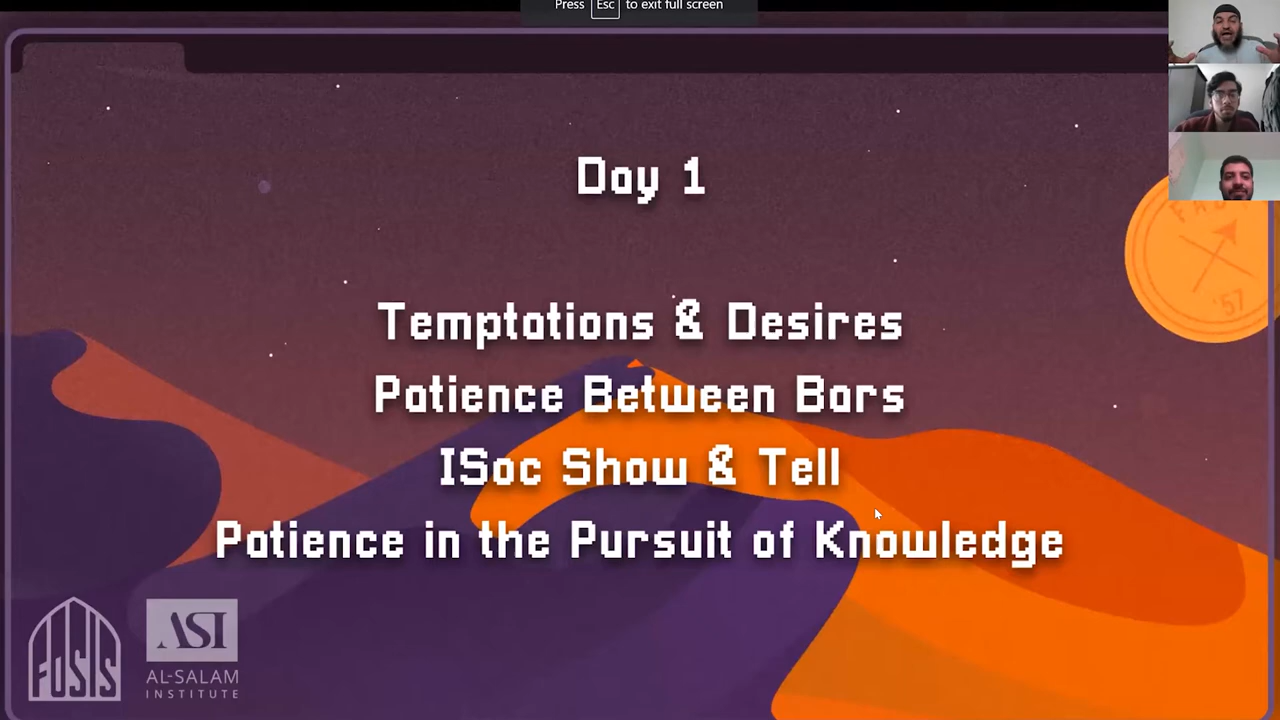 Press Esc to exit full screen
Day 1
Temptations & Desires
Patience Between Bars
ISoc Show & Tell
Patience in the Pursuit of Knowledge
'57
FOSIS
ASI
AL-SALAM
INSTITUTE